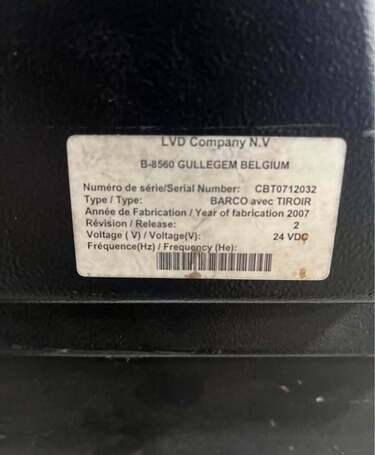 LVD Company N.V
B-8560 GULLEGEM BELGIUM
Numéro de série/Serial Number: CBT0712032
Type / Type: BARCO avec TIROIR
Année de Fabrication / Year of fabrication 2007
Révision / Release: 2
Voltage ( V) / Voltage(V): 24 VDC
Fréquence(Hz) / Frequency (He):